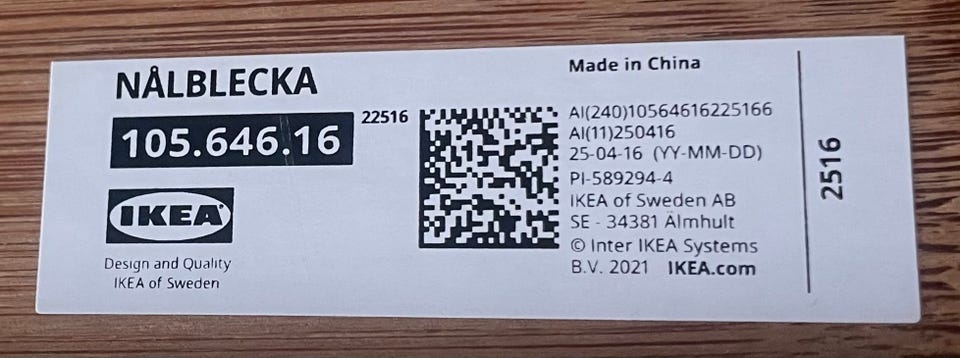 NÅLBLECKA
105.646.16
22516
IKEA
Design and Quality
IKEA of Sweden
Made in China
AI(240)10564616225166
AI(11)250416
25-04-16 (YY-MM-DD)
PI-589294-4
IKEA of Sweden AB
SE - 34381 Älmhult
© Inter IKEA Systems
B.V. 2021 IKEA.com
2516